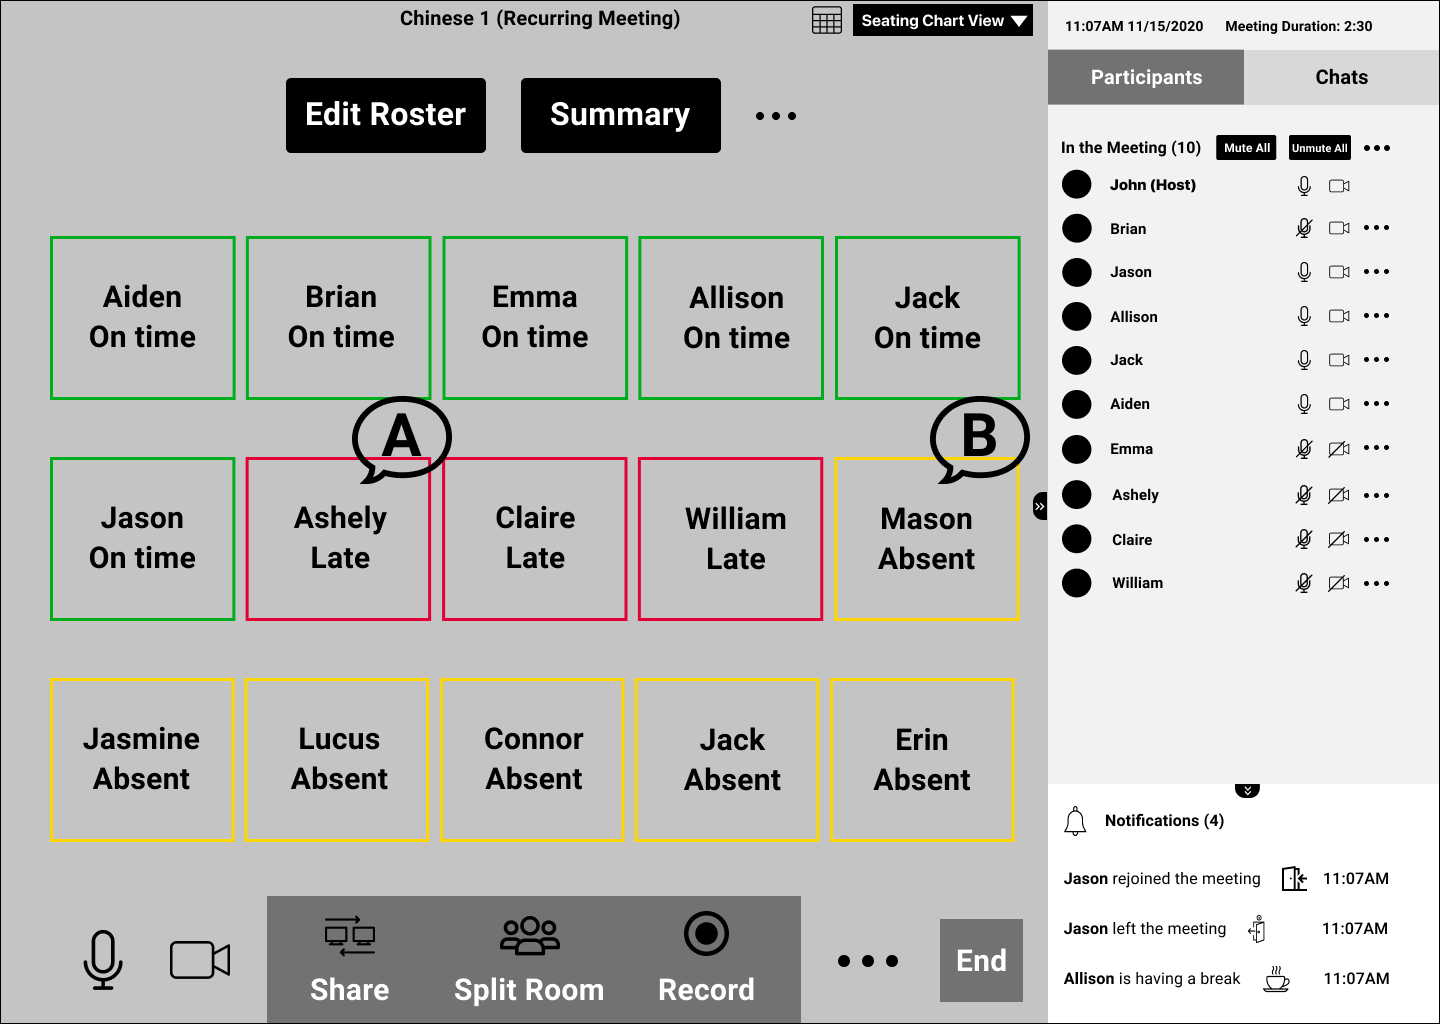 Chinese 1 (Recurring Meeting)
Seating Chart View
Edit Roster
Summary
Aiden
On time
Brian
On time
Emma
On time
Allison
On time
Jack
On time
A
B
Jason
On time
Ashely
Late
Claire
Late
William
Late
Mason
Absent
Jasmine
Absent
Lucus
Absent
Connor
Absent
Jack
Absent
Erin
Absent
Share
Split Room
Record
End
11:07AM 11/15/2020
Meeting Duration: 2:30
Participants
Chats
In the Meeting (10)
Mute All
Unmute All
John (Host)
Brian
Jason
Allison
Jack
Aiden
Emma
Ashely
Claire
William
Notifications (4)
Jason rejoined the meeting 11:07AM
Jason left the meeting 11:07AM
Allison is having a break 11:07AM